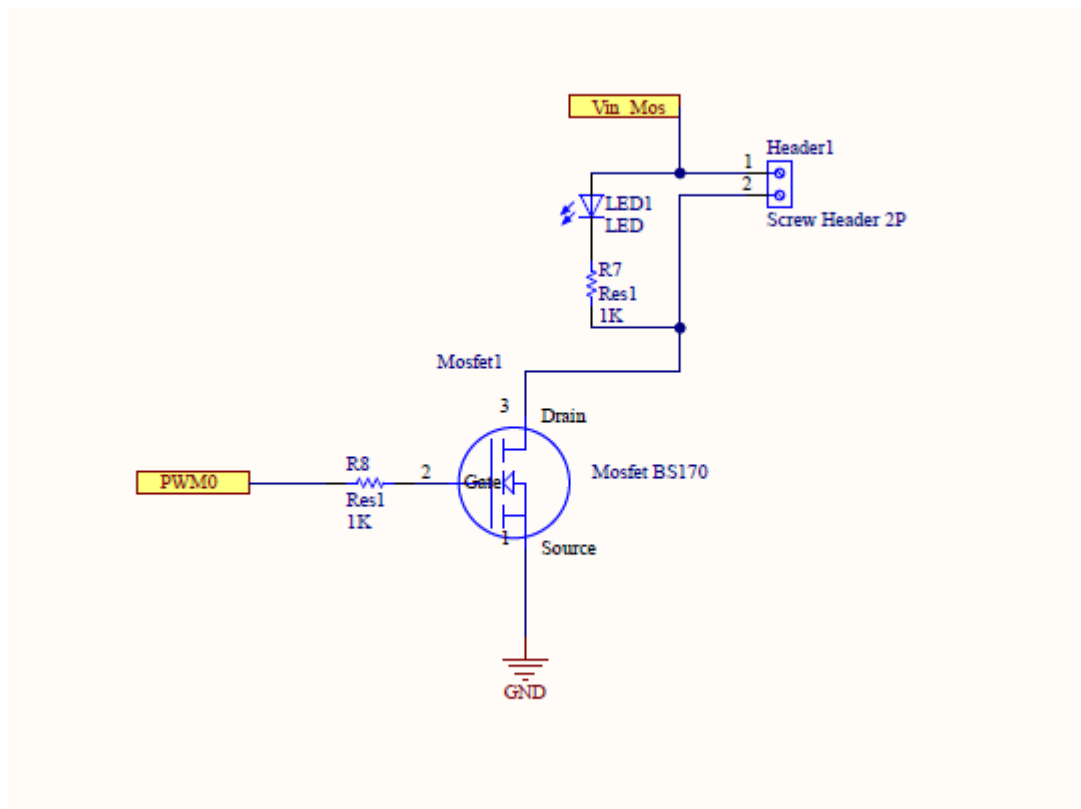 Vin_Mos
Header1
1
2
LED1
LED
Screw Header 2P
R7
Res1
1K
Mosfet1
3
Drain
R8
2
Gate
Mosfet BS170
PWM0
Res1
1K
1
Source
GND